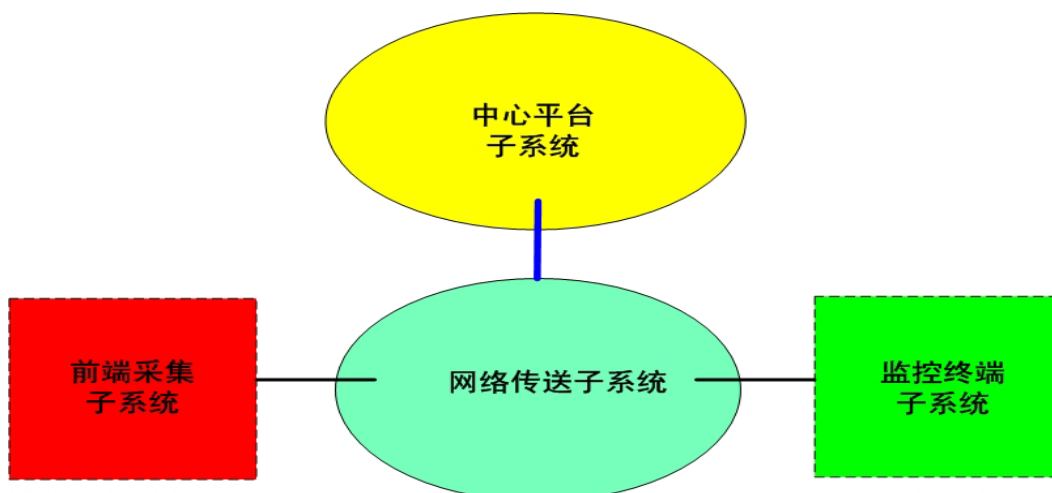 中心平台
子系统
前端采集
子系统
网络传送子系统
监控终端
子系统